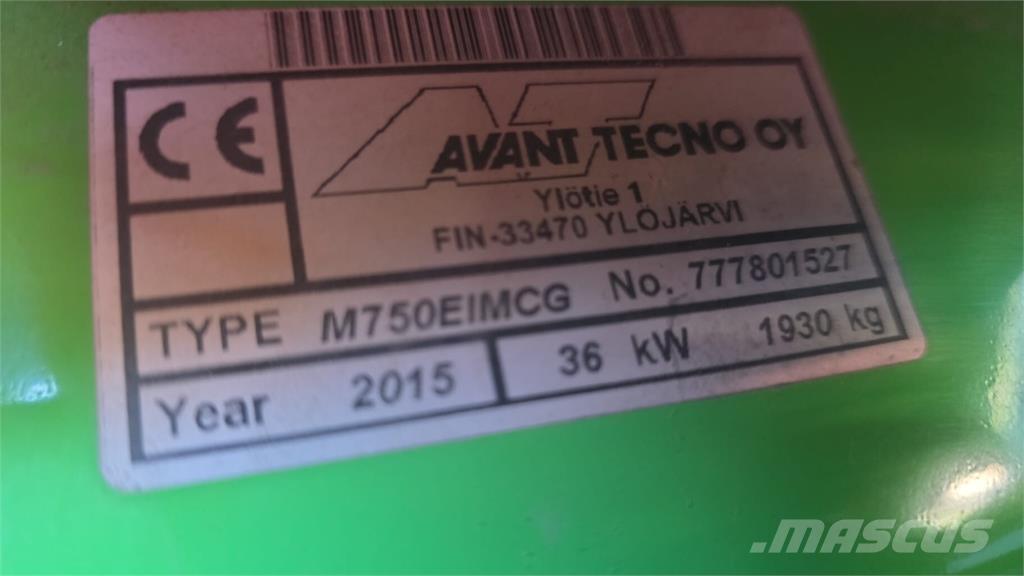 CE
AVANT TECNO OY
Ylötie 1
FIN-33470 YLÖJÄRVI
TYPE M750EIMCG No. 777801527
Year 2015 36 kW 1930 kg
.MASCUS